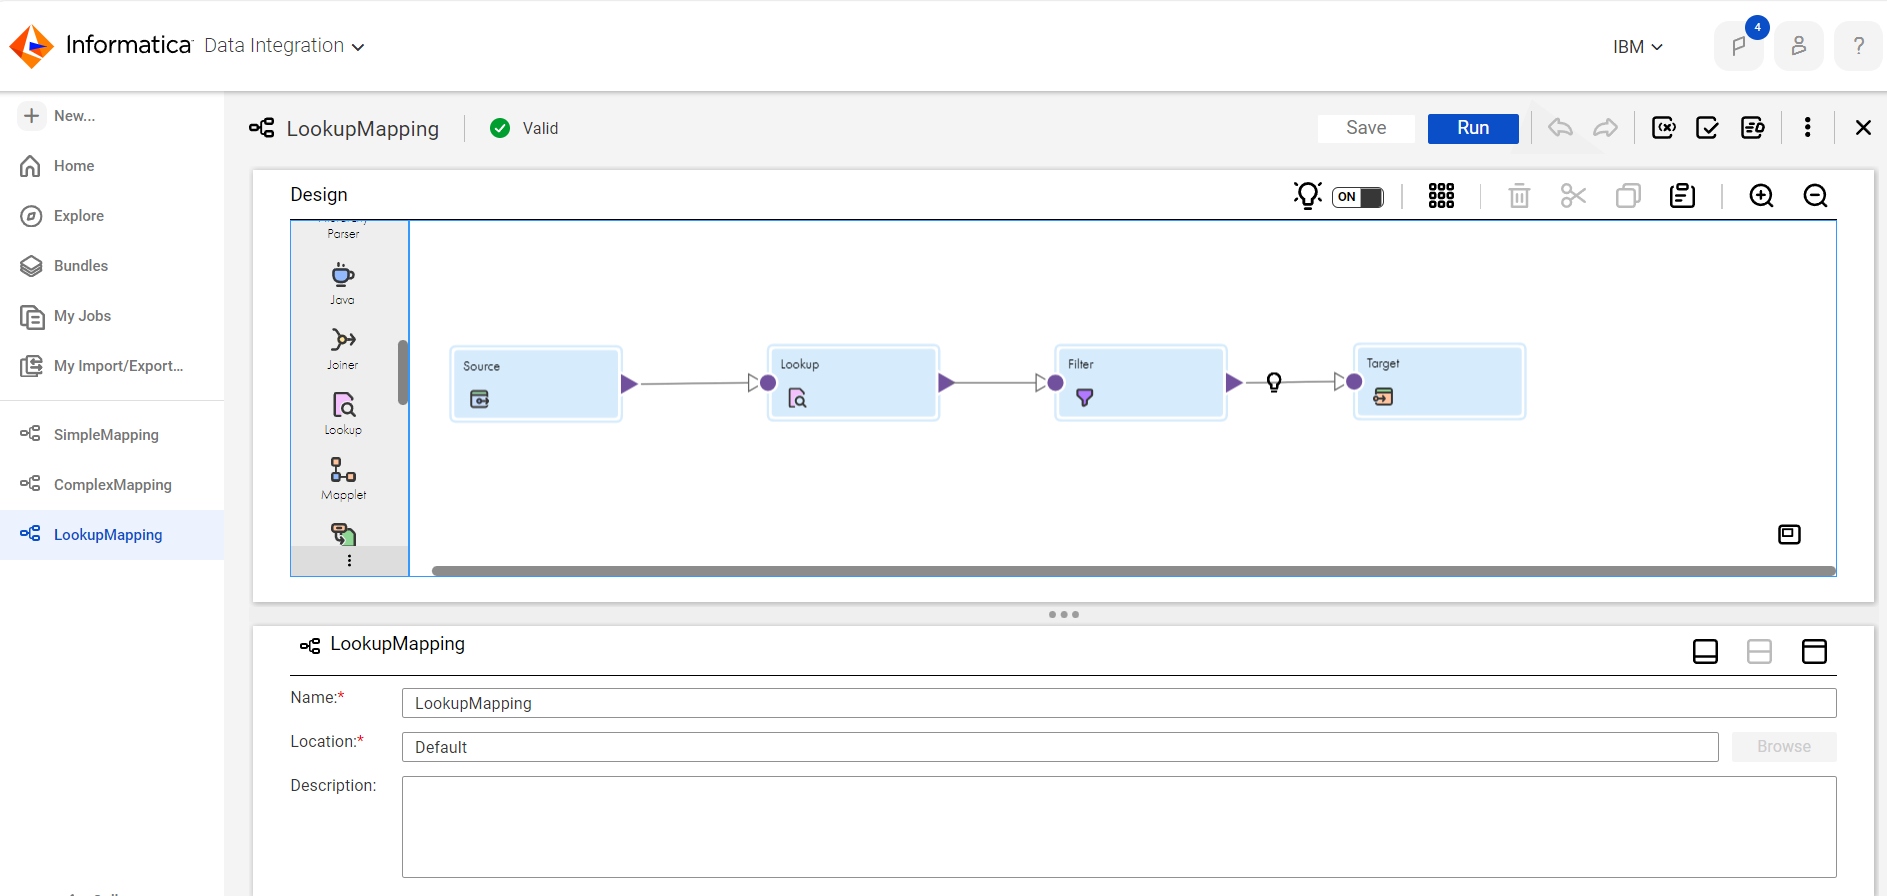 Informatica Data Integration
IBM
4
?
New...
Home
Explore
Bundles
My Jobs
My Import/Export...
SimpleMapping
ComplexMapping
LookupMapping
LookupMapping
Valid
Save
Run
Design
ON
Parser
Java
Joiner
Lookup
Mapplet
Source
Lookup
Filter
Target
LookupMapping
Name:*
LookupMapping
Location:*
Default
Browse
Description: